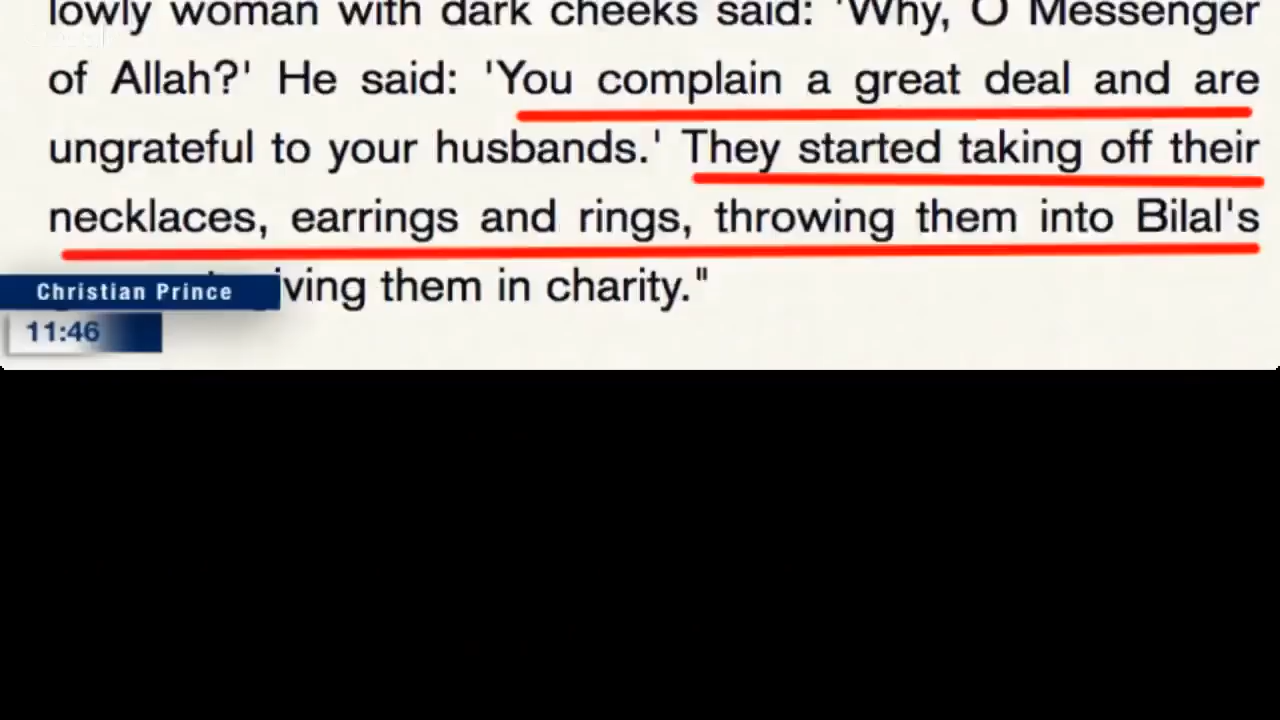 lowly woman with dark cheeks said: 'Why, O Messenger
of Allah?' He said: 'You complain a great deal and are
ungrateful to your husbands.' They started taking off their
necklaces, earrings and rings, throwing them into Bilal's
them in charity."
Christian Prince
11:46